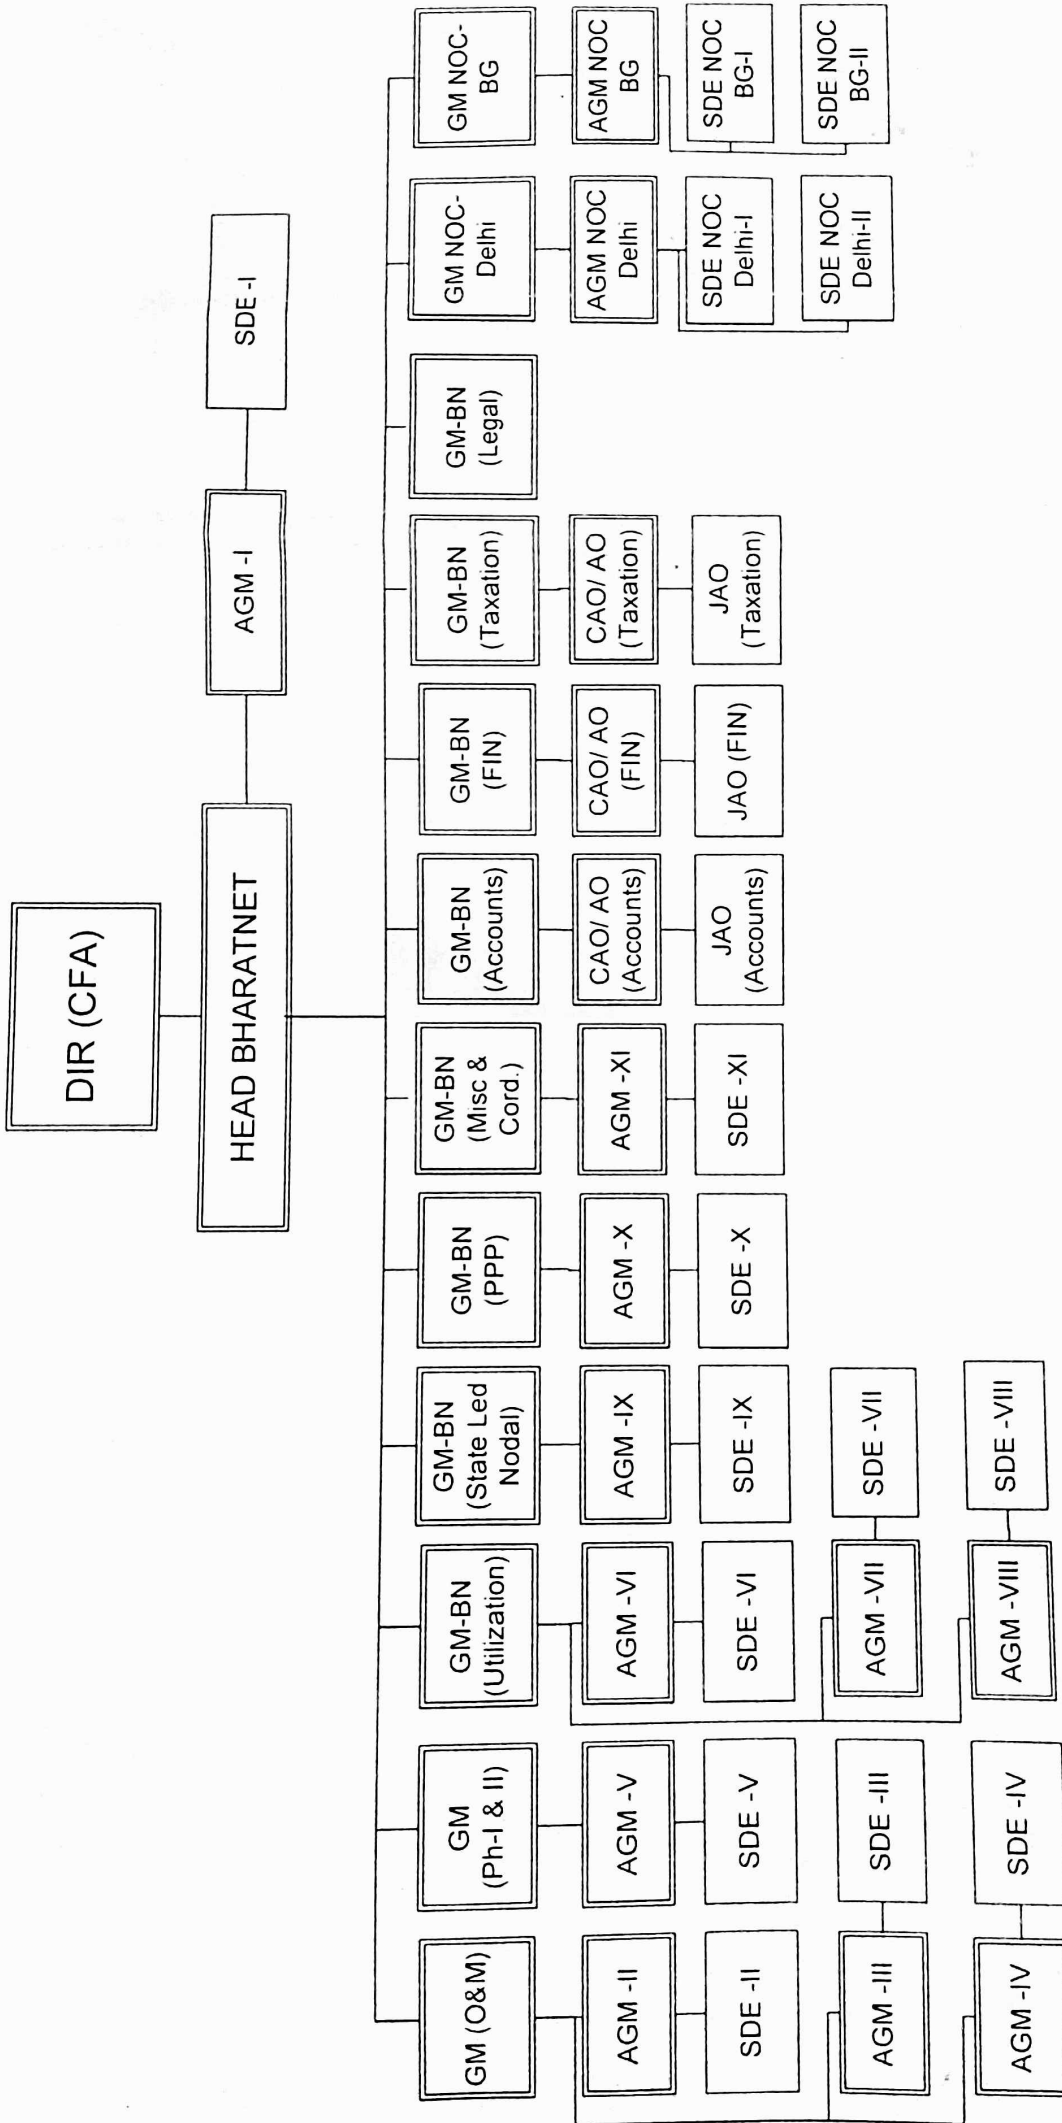 DIR (CFA)
HEAD BHARATNET
AGM -I
SDE -I
GM (O&M)
GM
(Ph-I & II)
GM-BN
(Utilization)
GM-BN
(State Led
Nodal)
GM-BN
(PPP)
GM-BN
(Misc &
Cord.)
GM-BN
(Accounts)
GM-BN
(FIN)
GM-BN
(Taxation)
GM-BN
(Legal)
GM NOC-
Delhi
GM NOC-
BG
AGM -II
AGM -V
AGM -VI
AGM -IX
AGM -X
AGM -XI
CAO/ AO
(Accounts)
CAO/ AO
(FIN)
CAO/ AO
(Taxation)
AGM NOC
Delhi
AGM NOC
BG
SDE -II
SDE -V
SDE -VI
SDE -IX
SDE -X
SDE -XI
JAO
(Accounts)
JAO (FIN)
JAO
(Taxation)
SDE NOC
Delhi-I
SDE NOC
BG-I
AGM -III
SDE -III
AGM -VII
SDE -VII
SDE NOC
Delhi-II
SDE NOC
BG-II
AGM -IV
SDE -IV
AGM -VIII
SDE -VIII